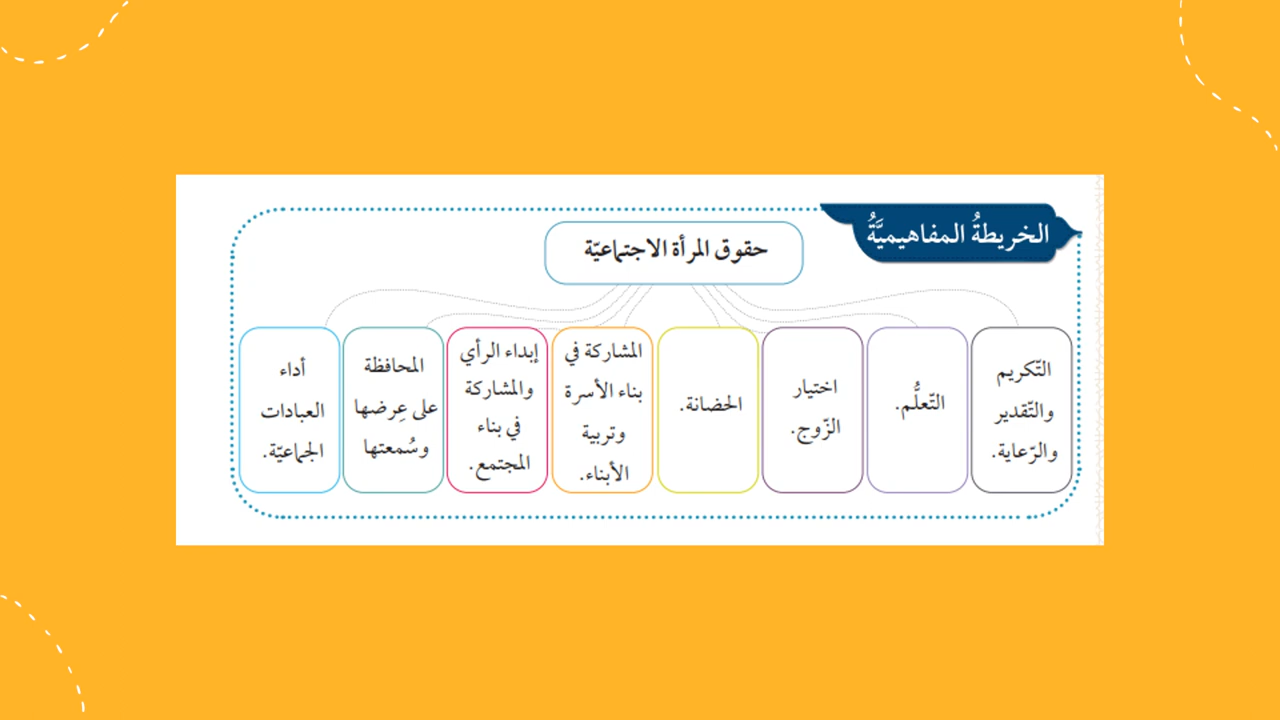 الخريطةُ المفاهيميَّةُ
حقوق المرأة الاجتماعيّة
التّكريم
والتّقدير
والرّعاية.
التّعلُّم.
اختيار
الزّوج.
الحضانة.
المشاركة في
بناء الأسرة
وتربية
الأبناء.
إبداء الرأي
والمشاركة
في بناء
المجتمع.
المحافظة
على عِرضها
وسُمعتها
أداء
العبادات
الجماعيّة.